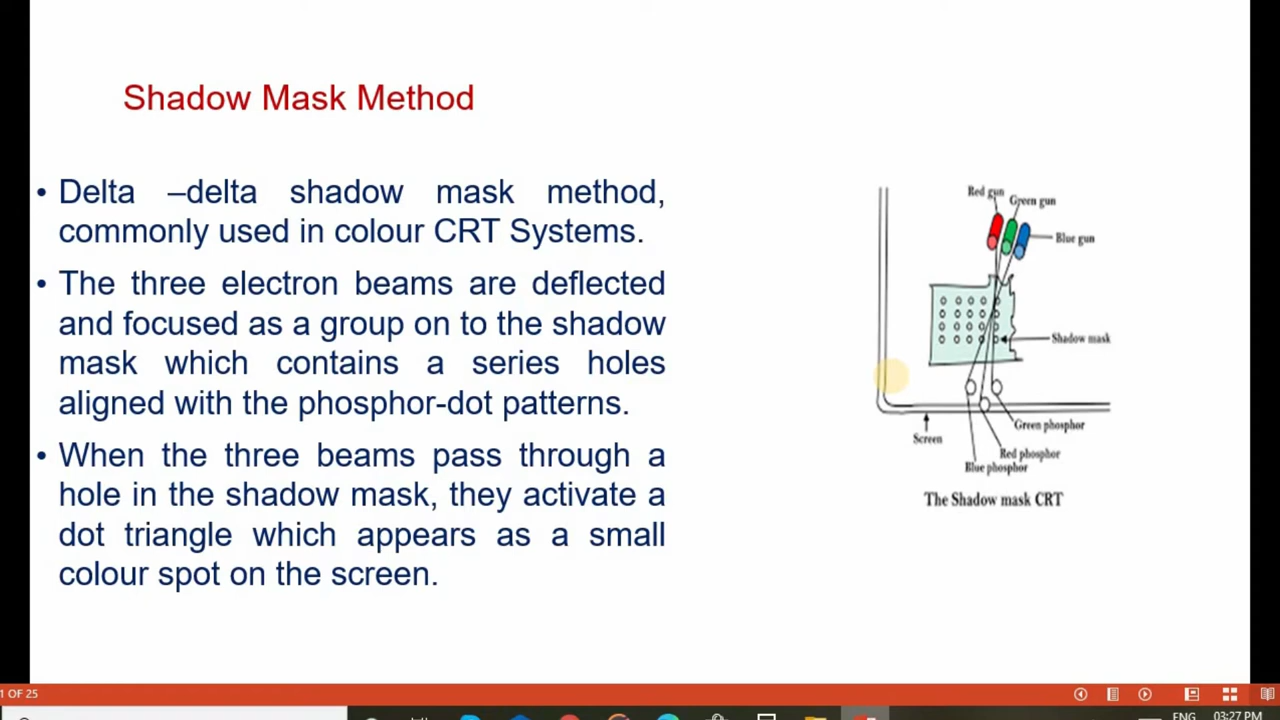 Shadow Mask Method
• Delta –delta shadow mask method,
commonly used in colour CRT Systems.
• The three electron beams are deflected
and focused as a group on to the shadow
mask which contains a series holes
aligned with the phosphor-dot patterns.
• When the three beams pass through a
hole in the shadow mask, they activate a
dot triangle which appears as a small
colour spot on the screen.
Red gun
Green gun
Blue gun
Shadow mask
Green phosphor
Screen
Red phosphor
Blue phosphor
The Shadow mask CRT
1 OF 25
ENG 03:27 PM